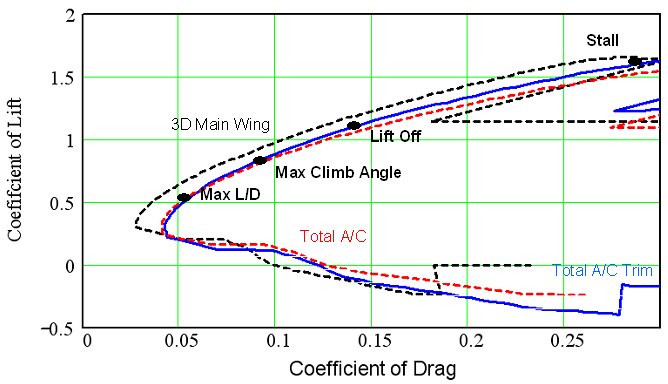 2
Stall
1.5
3D Main Wing
Lift Off
1
Max Climb Angle
Max L/D
0.5
Total A/C
0
Total A/C Trim
−0.5
0
0.05
0.1
0.15
0.2
0.25
Coefficient of Drag
Coefifcient of Lift